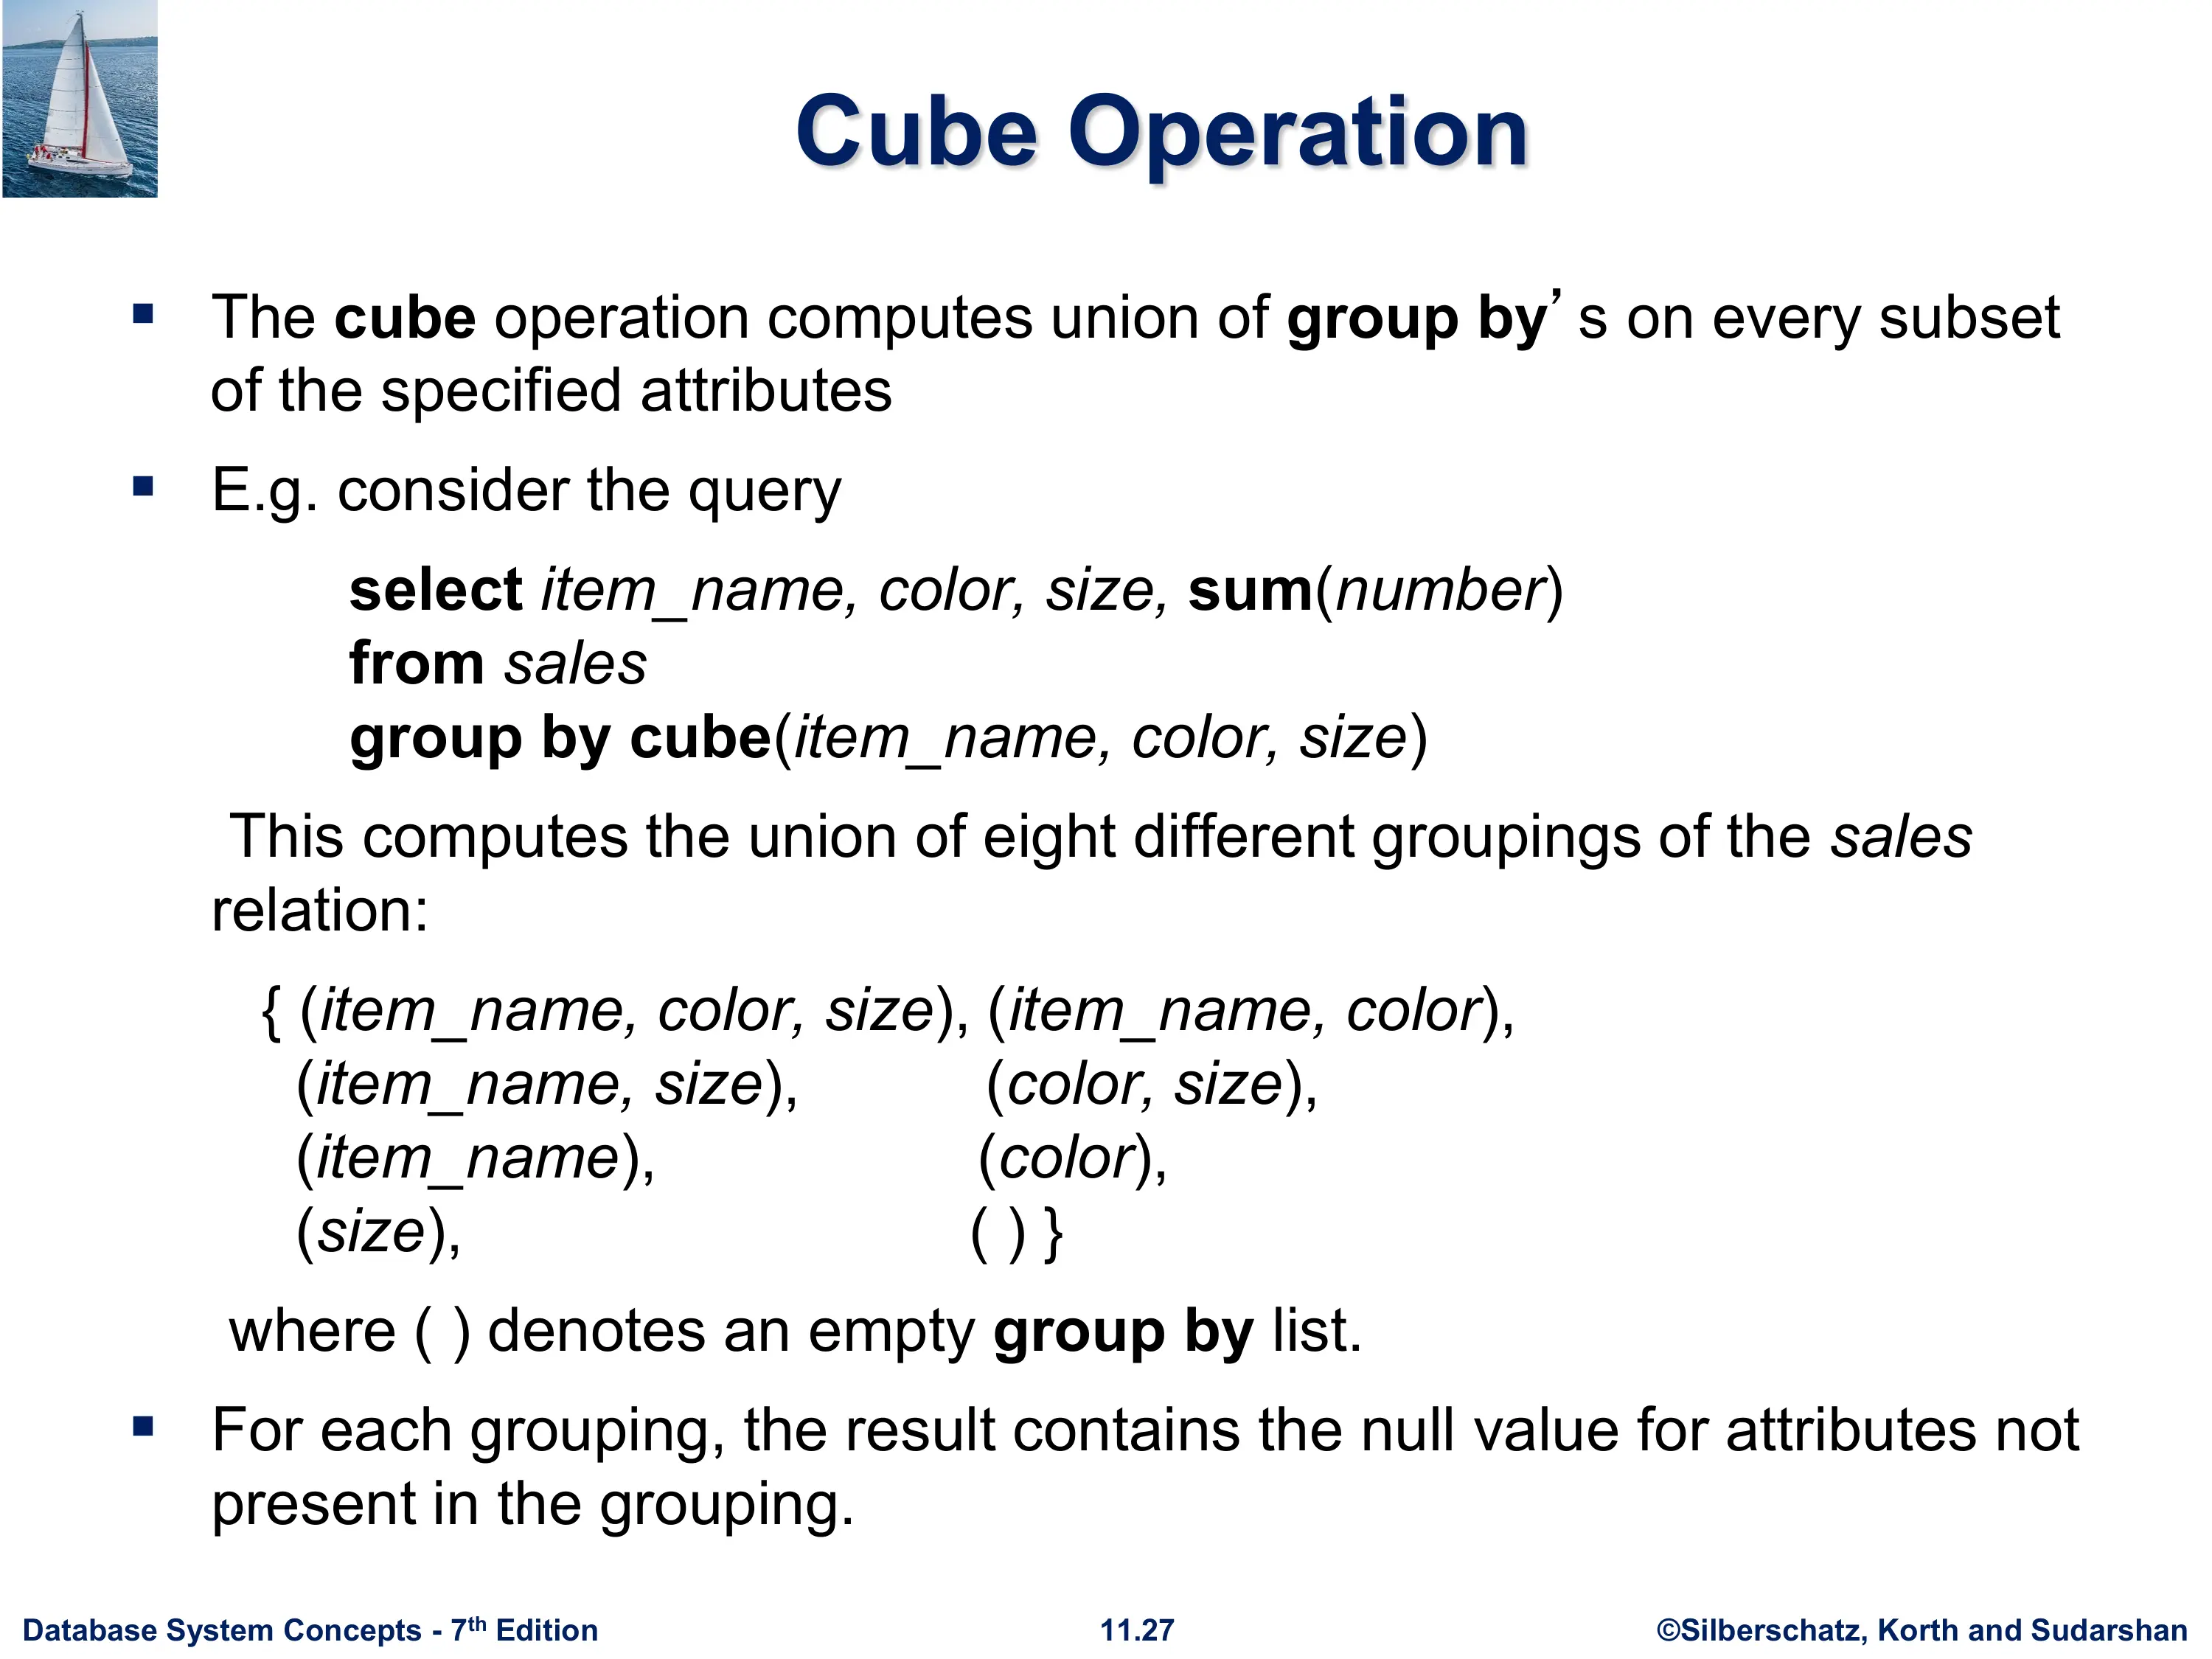 Cube Operation
▪ The cube operation computes union of group by’ s on every subset
of the specified attributes
▪ E.g. consider the query
select item_name, color, size, sum(number)
from sales
group by cube(item_name, color, size)
This computes the union of eight different groupings of the sales
relation:
{ (item_name, color, size), (item_name, color),
(item_name, size), (color, size),
(item_name), (color),
(size), ( ) }
where ( ) denotes an empty group by list.
▪ For each grouping, the result contains the null value for attributes not
present in the grouping.
Database System Concepts - 7th Edition 11.27 ©Silberschatz, Korth and Sudarshan